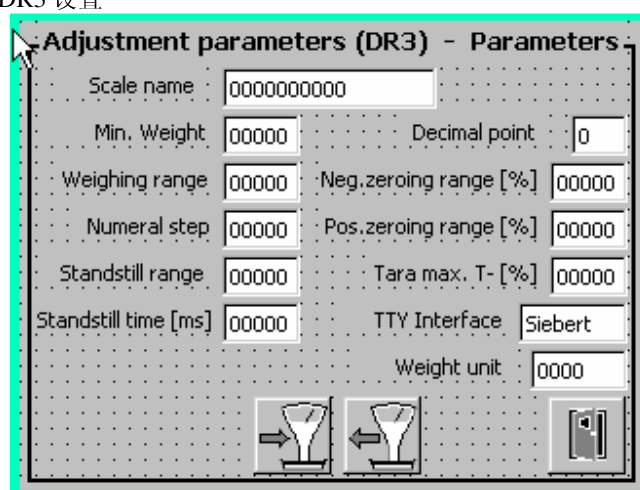 DR3 设置
Adjustment parameters (DR3) - Parameters
Scale name 0000000000
Min. Weight 00000 Decimal point 0
Weighing range 00000 Neg.zeroing range [%] 00000
Numeral step 00000 Pos.zeroing range [%] 00000
Standstill range 00000 Tara max. T- [%] 00000
Standstill time [ms] 00000 TTY Interface Siebert
Weight unit 0000